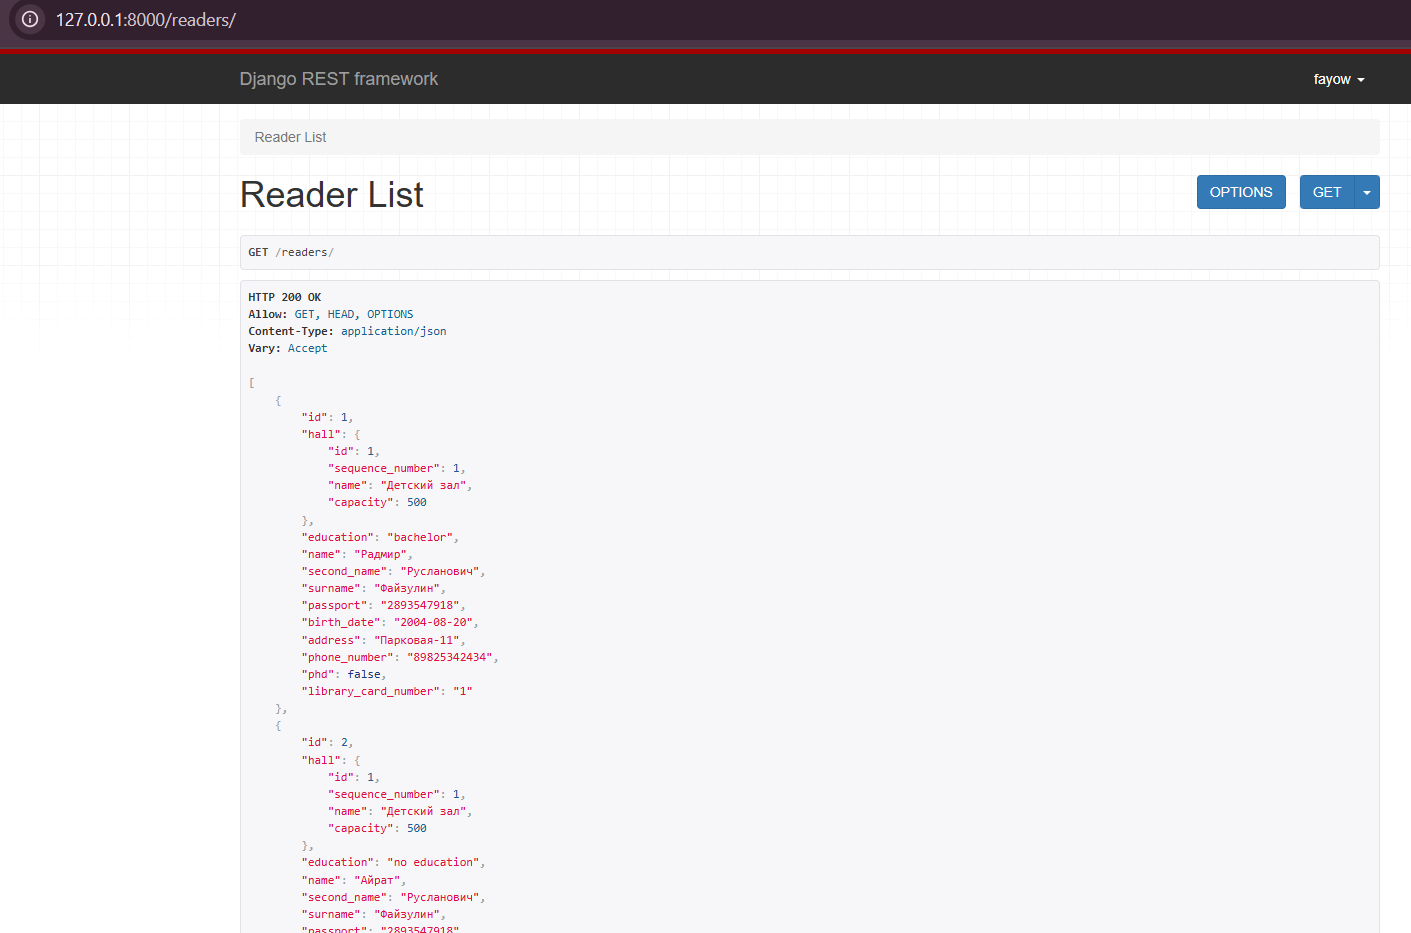 127.0.0.1:8000/readers/
Django REST framework
fayow
Reader List
Reader List
OPTIONS
GET
GET /readers/
HTTP 200 OK
Allow: GET, HEAD, OPTIONS
Content-Type: application/json
Vary: Accept
[
{
"id": 1,
"hall": {
"id": 1,
"sequence_number": 1,
"name": "Детский зал",
"capacity": 500
},
"education": "bachelor",
"name": "Радмир",
"second_name": "Русланович",
"surname": "Файзулин",
"passport": "2893547918",
"birth_date": "2004-08-20",
"address": "Парковая-11",
"phone_number": "89825342434",
"phd": false,
"library_card_number": "1"
},
{
"id": 2,
"hall": {
"id": 1,
"sequence_number": 1,
"name": "Детский зал",
"capacity": 500
},
"education": "no education",
"name": "Айрат",
"second_name": "Русланович",
"surname": "Файзулин",
"passport": "2893547918"